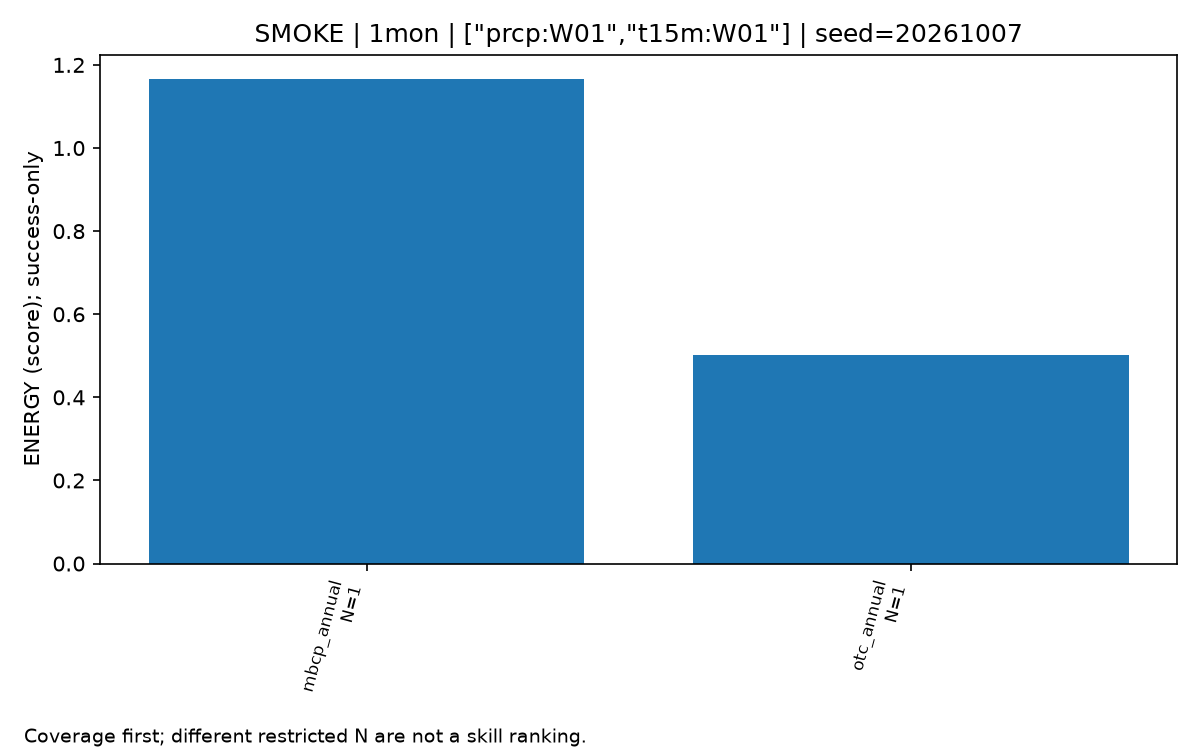 SMOKE | 1mon | ["prcp:W01","t15m:W01"] | seed=20261007
ENERGY (score); success-only
1.2
1.0
0.8
0.6
0.4
0.2
0.0
mbcp_annual
N=1
otc_annual
N=1
Coverage first; different restricted N are not a skill ranking.